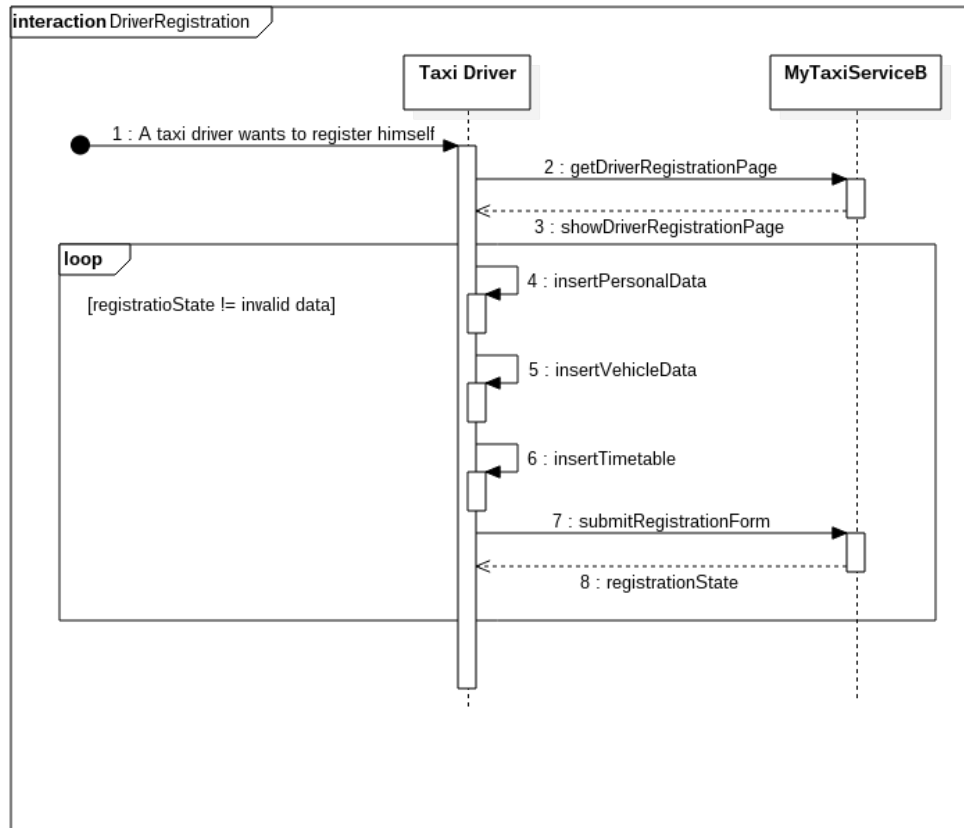 interaction DriverRegistration
Taxi Driver
MyTaxiServiceB
1 : A taxi driver wants to register himself
2 : getDriverRegistrationPage
3 : showDriverRegistrationPage
loop
4 : insertPersonalData
[registratioState != invalid data]
5 : insertVehicleData
6 : insertTimetable
7 : submitRegistrationForm
8 : registrationState